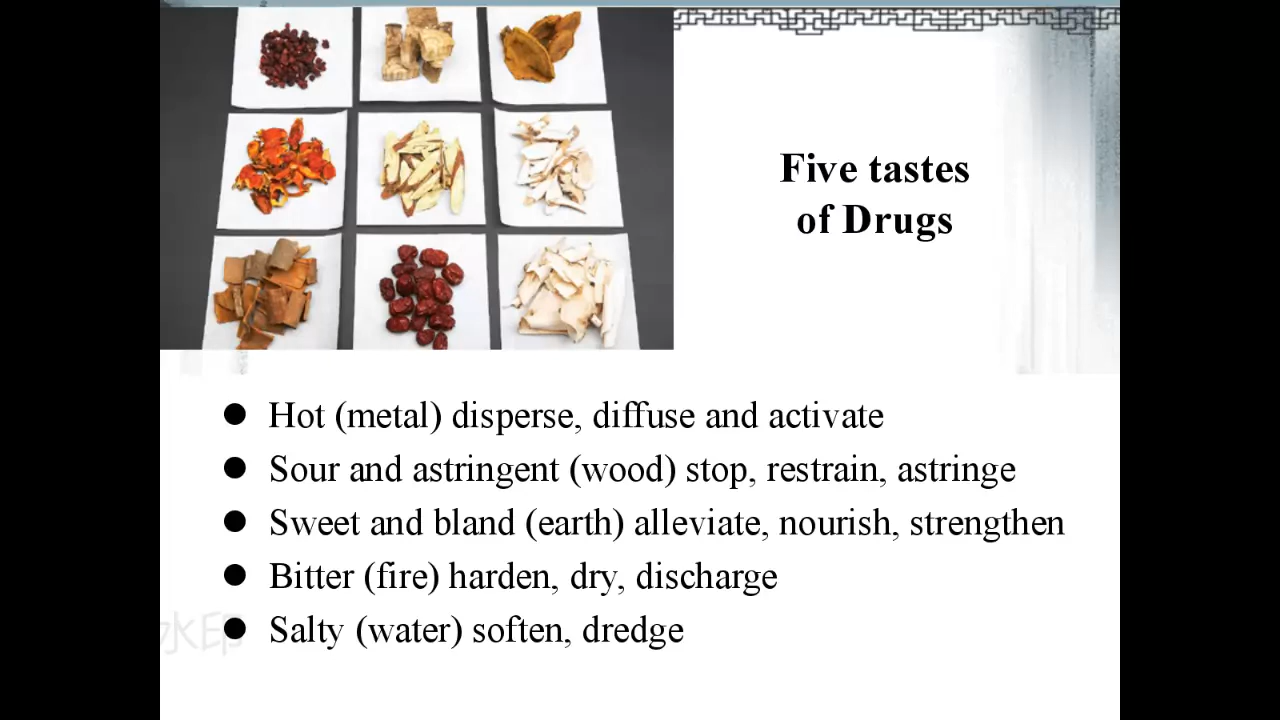 Five tastes
of Drugs
● Hot (metal) disperse, diffuse and activate
● Sour and astringent (wood) stop, restrain, astringe
● Sweet and bland (earth) alleviate, nourish, strengthen
● Bitter (fire) harden, dry, discharge
● Salty (water) soften, dredge
水印